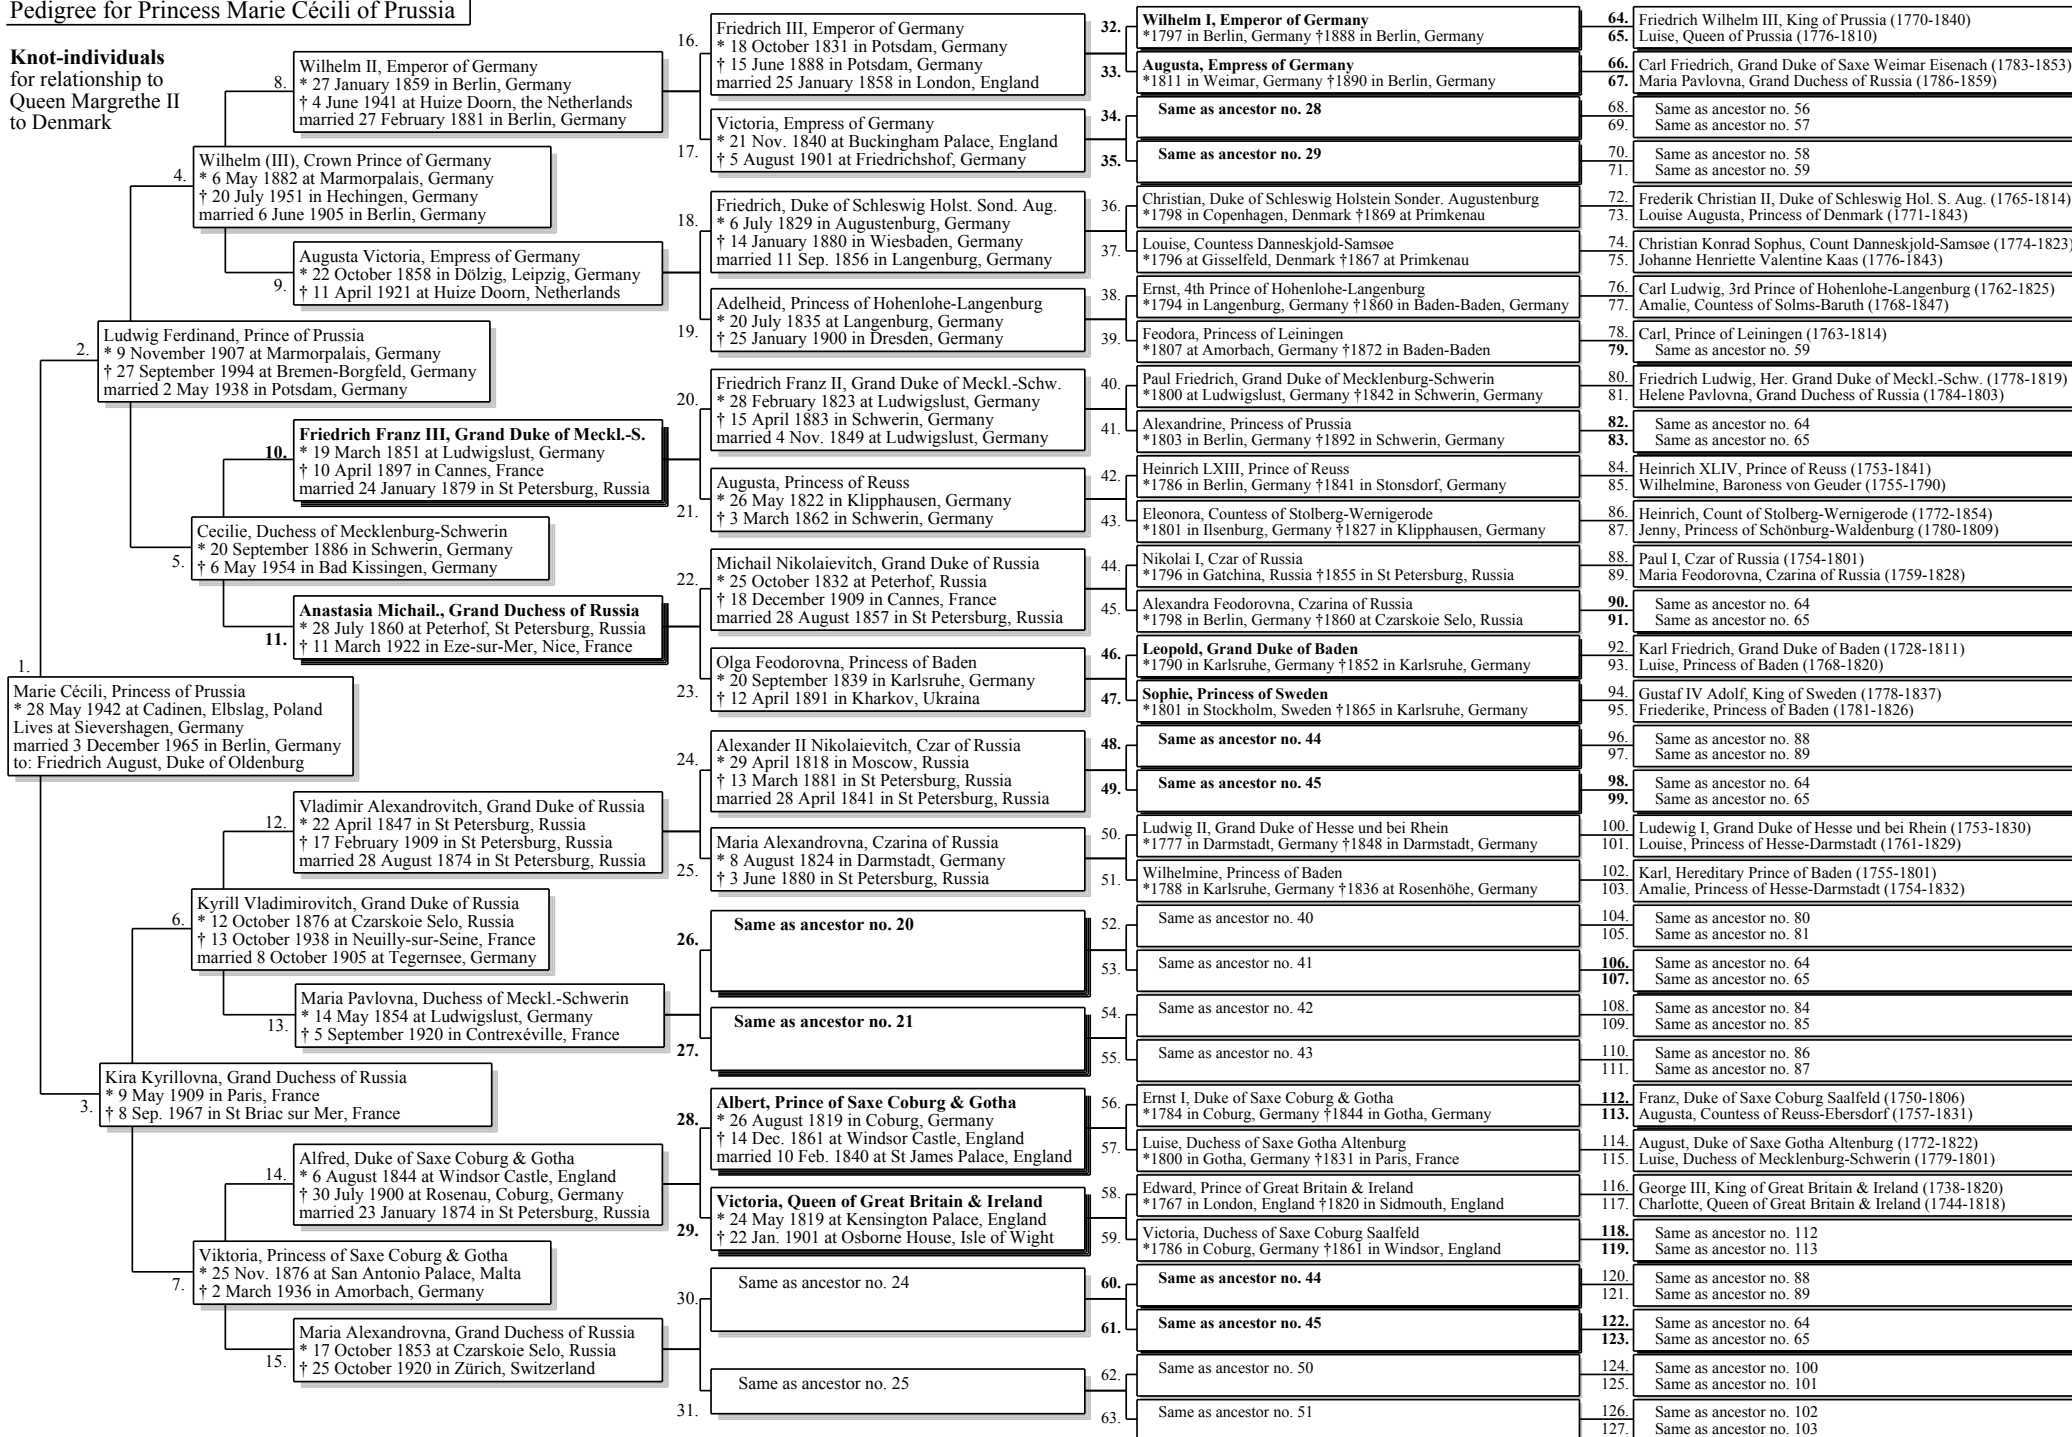 Pedigree for Princess Marie Cécili of Prussia
Knot-individuals
for relationship to
Queen Margrethe II
to Denmark
1.
Marie Cécili, Princess of Prussia
* 28 May 1942 at Cadinen, Elbslag, Poland
Lives at Sievershagen, Germany
married 3 December 1965 in Berlin, Germany
to: Friedrich August, Duke of Oldenburg
2.
Ludwig Ferdinand, Prince of Prussia
* 9 November 1907 at Marmorpalais, Germany
† 27 September 1994 at Bremen-Borgfeld, Germany
married 2 May 1938 in Potsdam, Germany
3.
Kira Kyrillovna, Grand Duchess of Russia
* 9 May 1909 in Paris, France
† 8 Sep. 1967 in St Briac sur Mer, France
4.
Wilhelm (III), Crown Prince of Germany
* 6 May 1882 at Marmorpalais, Germany
† 20 July 1951 in Hechingen, Germany
married 6 June 1905 in Berlin, Germany
5.
Cecilie, Duchess of Mecklenburg-Schwerin
* 20 September 1886 in Schwerin, Germany
† 6 May 1954 in Bad Kissingen, Germany
6.
Kyrill Vladimirovitch, Grand Duke of Russia
* 12 October 1876 at Czarskoie Selo, Russia
† 13 October 1938 in Neuilly-sur-Seine, France
married 8 October 1905 at Tegernsee, Germany
7.
Viktoria, Princess of Saxe Coburg & Gotha
* 25 Nov. 1876 at San Antonio Palace, Malta
† 2 March 1936 in Amorbach, Germany
8.
Wilhelm II, Emperor of Germany
* 27 January 1859 in Berlin, Germany
† 4 June 1941 at Huize Doorn, the Netherlands
married 27 February 1881 in Berlin, Germany
9.
Augusta Victoria, Empress of Germany
* 22 October 1858 in Dölzig, Leipzig, Germany
† 11 April 1921 at Huize Doorn, Netherlands
10.
Friedrich Franz III, Grand Duke of Meckl.-S.
* 19 March 1851 at Ludwigslust, Germany
† 10 April 1897 in Cannes, France
married 24 January 1879 in St Petersburg, Russia
11.
Anastasia Michail., Grand Duchess of Russia
* 28 July 1860 at Peterhof, St Petersburg, Russia
† 11 March 1922 in Eze-sur-Mer, Nice, France
12.
Vladimir Alexandrovitch, Grand Duke of Russia
* 22 April 1847 in St Petersburg, Russia
† 17 February 1909 in St Petersburg, Russia
married 28 August 1874 in St Petersburg, Russia
13.
Maria Pavlovna, Duchess of Meckl.-Schwerin
* 14 May 1854 at Ludwigslust, Germany
† 5 September 1920 in Contrexéville, France
14.
Alfred, Duke of Saxe Coburg & Gotha
* 6 August 1844 at Windsor Castle, England
† 30 July 1900 at Rosenau, Coburg, Germany
married 23 January 1874 in St Petersburg, Russia
15.
Maria Alexandrovna, Grand Duchess of Russia
* 17 October 1853 at Czarskoie Selo, Russia
† 25 October 1920 in Zürich, Switzerland
16.
Friedrich III, Emperor of Germany
* 18 October 1831 in Potsdam, Germany
† 15 June 1888 in Potsdam, Germany
married 25 January 1858 in London, England
17.
Victoria, Empress of Germany
* 21 Nov. 1840 at Buckingham Palace, England
† 5 August 1901 at Friedrichshof, Germany
18.
Friedrich, Duke of Schleswig Holst. Sond. Aug.
* 6 July 1829 in Augustenburg, Germany
† 14 January 1880 in Wiesbaden, Germany
married 11 Sep. 1856 in Langenburg, Germany
19.
Adelheid, Princess of Hohenlohe-Langenburg
* 20 July 1835 at Langenburg, Germany
† 25 January 1900 in Dresden, Germany
20.
Friedrich Franz II, Grand Duke of Meckl.-Schw.
* 28 February 1823 at Ludwigslust, Germany
† 15 April 1883 in Schwerin, Germany
married 4 Nov. 1849 at Ludwigslust, Germany
21.
Augusta, Princess of Reuss
* 26 May 1822 in Klipphausen, Germany
† 3 March 1862 in Schwerin, Germany
22.
Michail Nikolaievitch, Grand Duke of Russia
* 25 October 1832 at Peterhof, Russia
† 18 December 1909 in Cannes, France
married 28 August 1857 in St Petersburg, Russia
23.
Olga Feodorovna, Princess of Baden
* 20 September 1839 in Karlsruhe, Germany
† 12 April 1891 in Kharkov, Ukraina
24.
Alexander II Nikolaievitch, Czar of Russia
* 29 April 1818 in Moscow, Russia
† 13 March 1881 in St Petersburg, Russia
married 28 April 1841 in St Petersburg, Russia
25.
Maria Alexandrovna, Czarina of Russia
* 8 August 1824 in Darmstadt, Germany
† 3 June 1880 in St Petersburg, Russia
26.
Same as ancestor no. 20
27.
Same as ancestor no. 21
28.
Albert, Prince of Saxe Coburg & Gotha
* 26 August 1819 in Coburg, Germany
† 14 Dec. 1861 at Windsor Castle, England
married 10 Feb. 1840 at St James Palace, England
29.
Victoria, Queen of Great Britain & Ireland
* 24 May 1819 at Kensington Palace, England
† 22 Jan. 1901 at Osborne House, Isle of Wight
30.
Same as ancestor no. 24
31.
Same as ancestor no. 25
32.
Wilhelm I, Emperor of Germany
*1797 in Berlin, Germany †1888 in Berlin, Germany
33.
Augusta, Empress of Germany
*1811 in Weimar, Germany †1890 in Berlin, Germany
34.
Same as ancestor no. 28
35.
Same as ancestor no. 29
36.
Christian, Duke of Schleswig Holstein Sonder. Augustenburg
*1798 in Copenhagen, Denmark †1869 at Primkenau
37.
Louise, Countess Danneskjold-Samsøe
*1796 at Gisselfeld, Denmark †1867 at Primkenau
38.
Ernst, 4th Prince of Hohenlohe-Langenburg
*1794 in Langenburg, Germany †1860 in Baden-Baden, Germany
39.
Feodora, Princess of Leiningen
*1807 at Amorbach, Germany †1872 in Baden-Baden
40.
Paul Friedrich, Grand Duke of Mecklenburg-Schwerin
*1800 at Ludwigslust, Germany †1842 in Schwerin, Germany
41.
Alexandrine, Princess of Prussia
*1803 in Berlin, Germany †1892 in Schwerin, Germany
42.
Heinrich LXIII, Prince of Reuss
*1786 in Berlin, Germany †1841 in Stonsdorf, Germany
43.
Eleonora, Countess of Stolberg-Wernigerode
*1801 in Ilsenburg, Germany †1827 in Klipphausen, Germany
44.
Nikolai I, Czar of Russia
*1796 in Gatchina, Russia †1855 in St Petersburg, Russia
45.
Alexandra Feodorovna, Czarina of Russia
*1798 in Berlin, Germany †1860 at Czarskoie Selo, Russia
46.
Leopold, Grand Duke of Baden
*1790 in Karlsruhe, Germany †1852 in Karlsruhe, Germany
47.
Sophie, Princess of Sweden
*1801 in Stockholm, Sweden †1865 in Karlsruhe, Germany
48.
Same as ancestor no. 44
49.
Same as ancestor no. 45
50.
Ludwig II, Grand Duke of Hesse und bei Rhein
*1777 in Darmstadt, Germany †1848 in Darmstadt, Germany
51.
Wilhelmine, Princess of Baden
*1788 in Karlsruhe, Germany †1836 at Rosenhöhe, Germany
52.
Same as ancestor no. 40
53.
Same as ancestor no. 41
54.
Same as ancestor no. 42
55.
Same as ancestor no. 43
56.
Ernst I, Duke of Saxe Coburg & Gotha
*1784 in Coburg, Germany †1844 in Gotha, Germany
57.
Luise, Duchess of Saxe Gotha Altenburg
*1800 in Gotha, Germany †1831 in Paris, France
58.
Edward, Prince of Great Britain & Ireland
*1767 in London, England †1820 in Sidmouth, England
59.
Victoria, Duchess of Saxe Coburg Saalfeld
*1786 in Coburg, Germany †1861 in Windsor, England
60.
Same as ancestor no. 44
61.
Same as ancestor no. 45
62.
Same as ancestor no. 50
63.
Same as ancestor no. 51
64. Friedrich Wilhelm III, King of Prussia (1770-1840)
65. Luise, Queen of Prussia (1776-1810)
66. Carl Friedrich, Grand Duke of Saxe Weimar Eisenach (1783-1853)
67. Maria Pavlovna, Grand Duchess of Russia (1786-1859)
68. Same as ancestor no. 56
69. Same as ancestor no. 57
70. Same as ancestor no. 58
71. Same as ancestor no. 59
72. Frederik Christian II, Duke of Schleswig Hol. S. Aug. (1765-1814)
73. Louise Augusta, Princess of Denmark (1771-1843)
74. Christian Konrad Sophus, Count Danneskjold-Samsøe (1774-1823)
75. Johanne Henriette Valentine Kaas (1776-1843)
76. Carl Ludwig, 3rd Prince of Hohenlohe-Langenburg (1762-1825)
77. Amalie, Countess of Solms-Baruth (1768-1847)
78. Carl, Prince of Leiningen (1763-1814)
79. Same as ancestor no. 59
80. Friedrich Ludwig, Her. Grand Duke of Meckl.-Schw. (1778-1819)
81. Helene Pavlovna, Grand Duchess of Russia (1784-1803)
82. Same as ancestor no. 64
83. Same as ancestor no. 65
84. Heinrich XLIV, Prince of Reuss (1753-1841)
85. Wilhelmine, Baroness von Geuder (1755-1790)
86. Heinrich, Count of Stolberg-Wernigerode (1772-1854)
87. Jenny, Princess of Schönburg-Waldenburg (1780-1809)
88. Paul I, Czar of Russia (1754-1801)
89. Maria Feodorovna, Czarina of Russia (1759-1828)
90. Same as ancestor no. 64
91. Same as ancestor no. 65
92. Karl Friedrich, Grand Duke of Baden (1728-1811)
93. Luise, Princess of Baden (1768-1820)
94. Gustaf IV Adolf, King of Sweden (1778-1837)
95. Friederike, Princess of Baden (1781-1826)
96. Same as ancestor no. 88
97. Same as ancestor no. 89
98. Same as ancestor no. 64
99. Same as ancestor no. 65
100. Ludewig I, Grand Duke of Hesse und bei Rhein (1753-1830)
101. Louise, Princess of Hesse-Darmstadt (1761-1829)
102. Karl, Hereditary Prince of Baden (1755-1801)
103. Amalie, Princess of Hesse-Darmstadt (1754-1832)
104. Same as ancestor no. 80
105. Same as ancestor no. 81
106. Same as ancestor no. 64
107. Same as ancestor no. 65
108. Same as ancestor no. 84
109. Same as ancestor no. 85
110. Same as ancestor no. 86
111. Same as ancestor no. 87
112. Franz, Duke of Saxe Coburg Saalfeld (1750-1806)
113. Augusta, Countess of Reuss-Ebersdorf (1757-1831)
114. August, Duke of Saxe Gotha Altenburg (1772-1822)
115. Luise, Duchess of Mecklenburg-Schwerin (1779-1801)
116. George III, King of Great Britain & Ireland (1738-1820)
117. Charlotte, Queen of Great Britain & Ireland (1744-1818)
118. Same as ancestor no. 112
119. Same as ancestor no. 113
120. Same as ancestor no. 88
121. Same as ancestor no. 89
122. Same as ancestor no. 64
123. Same as ancestor no. 65
124. Same as ancestor no. 100
125. Same as ancestor no. 101
126. Same as ancestor no. 102
127. Same as ancestor no. 103